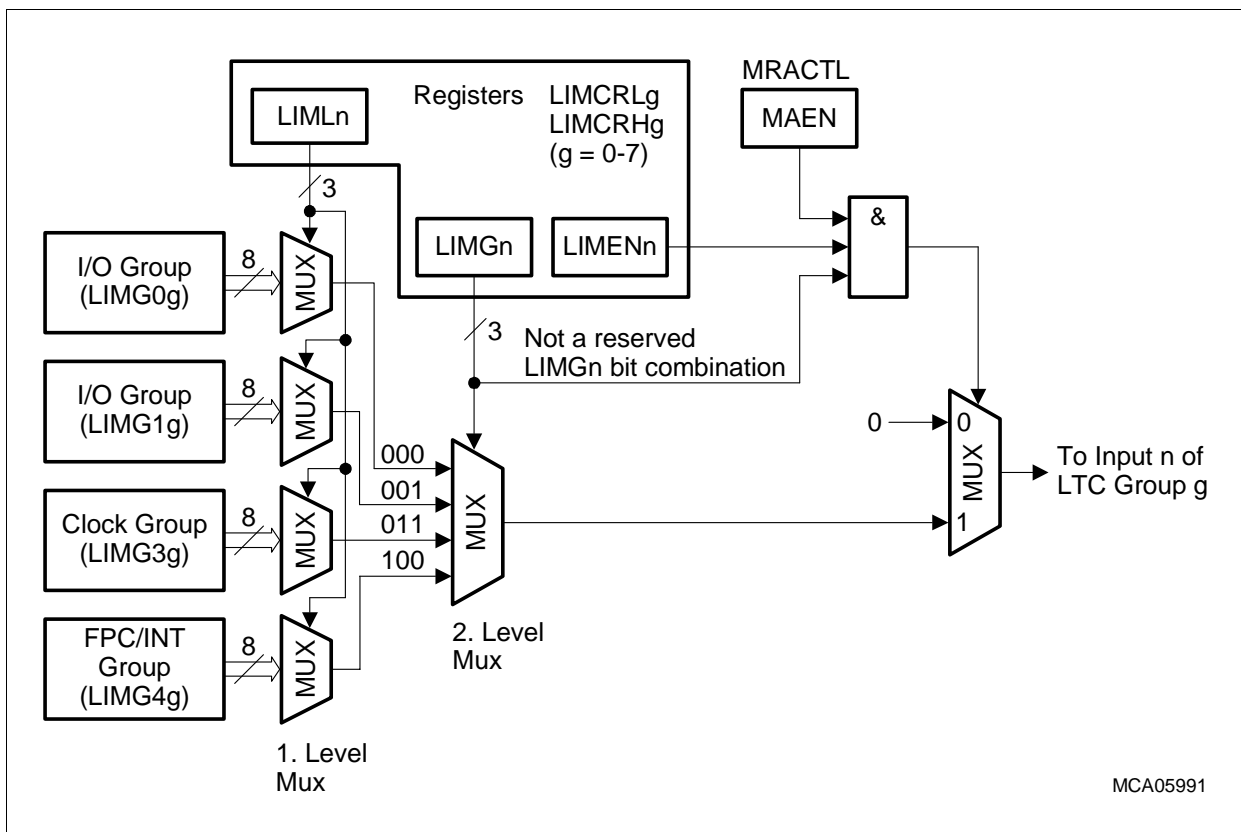 MRACTL
Registers LIMCRLg
LIMCRHg
(g = 0-7)
LIMLn
MAEN
3
&
LIMGn
LIMENn
I/O Group
(LIMG0g)
8
MUX
3
Not a reserved
LIMGn bit combination
I/O Group
(LIMG1g)
8
MUX
0
0
MUX
1
To Input n of
LTC Group g
000
001
011
100
MUX
Clock Group
(LIMG3g)
8
MUX
FPC/INT
Group
(LIMG4g)
8
MUX
2. Level
Mux
1. Level
Mux
MCA05991